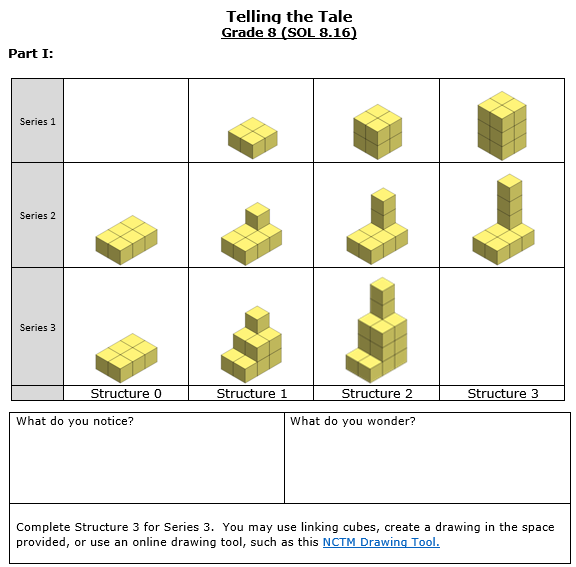 Telling the Tale
Grade 8 (SOL 8.16)
Part I:
Series 1
Series 2
Series 3
Structure 0
Structure 1
Structure 2
Structure 3
What do you notice?
What do you wonder?
Complete Structure 3 for Series 3.  You may use linking cubes, create a drawing in the space
provided, or use an online drawing tool, such as this NCTM Drawing Tool.